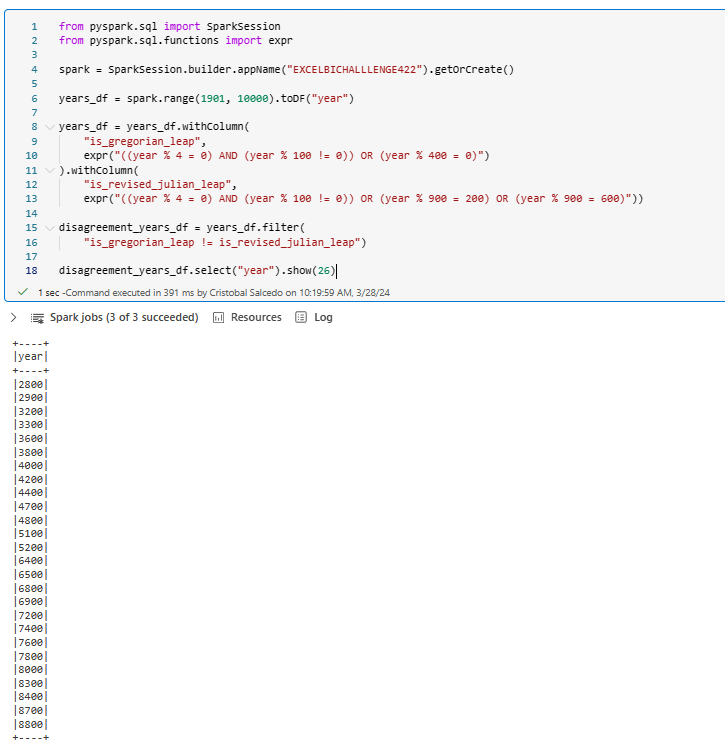 1 from pyspark.sql import SparkSession
2 from pyspark.sql.functions import expr
3
4 spark = SparkSession.builder.appName("EXCELBICHALLLENGE422").getOrCreate()
5
6 years_df = spark.range(1901, 10000).toDF("year")
7
8 years_df = years_df.withColumn(
9 "is_gregorian_leap",
10 expr("((year % 4 = 0) AND (year % 100 != 0)) OR (year % 400 = 0)")
11 ).withColumn(
12 "is_revised_julian_leap",
13 expr("((year % 4 = 0) AND (year % 100 != 0)) OR (year % 900 = 200) OR (year % 900 = 600)"))
14
15 disagreement_years_df = years_df.filter(
16 "is_gregorian_leap != is_revised_julian_leap")
17
18 disagreement_years_df.select("year").show(26)
1 sec -Command executed in 391 ms by Cristobal Salcedo on 10:19:59 AM, 3/28/24
Spark jobs (3 of 3 succeeded) Resources Log
+----+
|year|
+----+
|2800|
|2900|
|3200|
|3300|
|3600|
|3800|
|4000|
|4200|
|4400|
|4700|
|4800|
|5100|
|5200|
|6400|
|6500|
|6800|
|6900|
|7200|
|7400|
|7600|
|7800|
|8000|
|8300|
|8400|
|8700|
|8800|
+----+